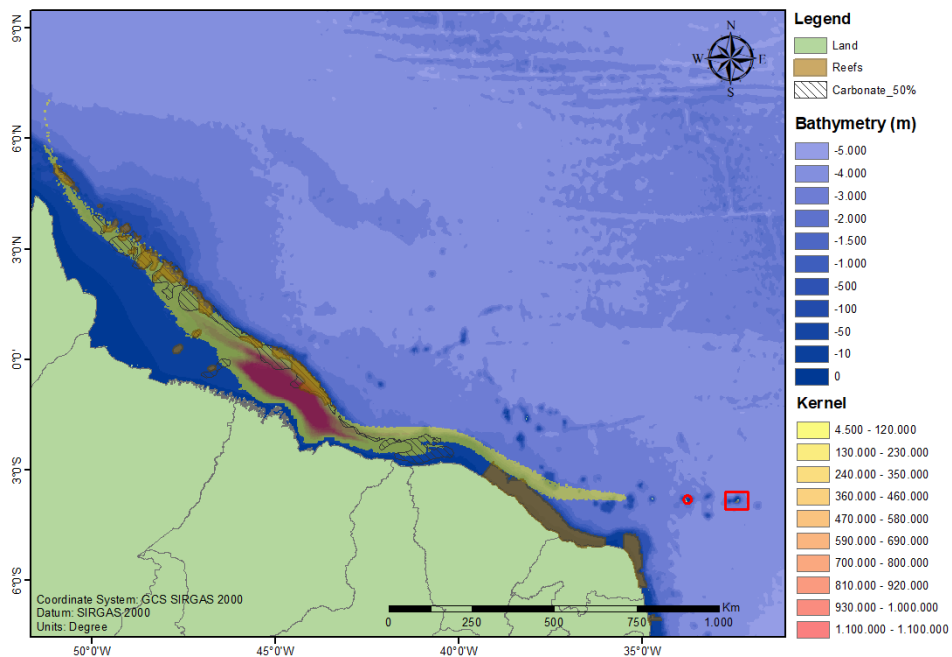 9°0'N
6°0'N
3°0'N
0°0'
3°0'S
6°0'S
N
W
E
S
Coordinate System: GCS SIRGAS 2000
Datum: SIRGAS 2000
Units: Degree
Km
0
250
500
750
1.000
50°0'W
45°0'W
40°0'W
35°0'W
Legend
Land
Reefs
Carbonate_50%
Bathymetry (m)
-5.000
-4.000
-3.000
-2.000
-1.500
-1.000
-500
-100
-50
-10
0
Kernel
4.500 - 120.000
130.000 - 230.000
240.000 - 350.000
360.000 - 460.000
470.000 - 580.000
590.000 - 690.000
700.000 - 800.000
810.000 - 920.000
930.000 - 1.000.000
1.100.000 - 1.100.000